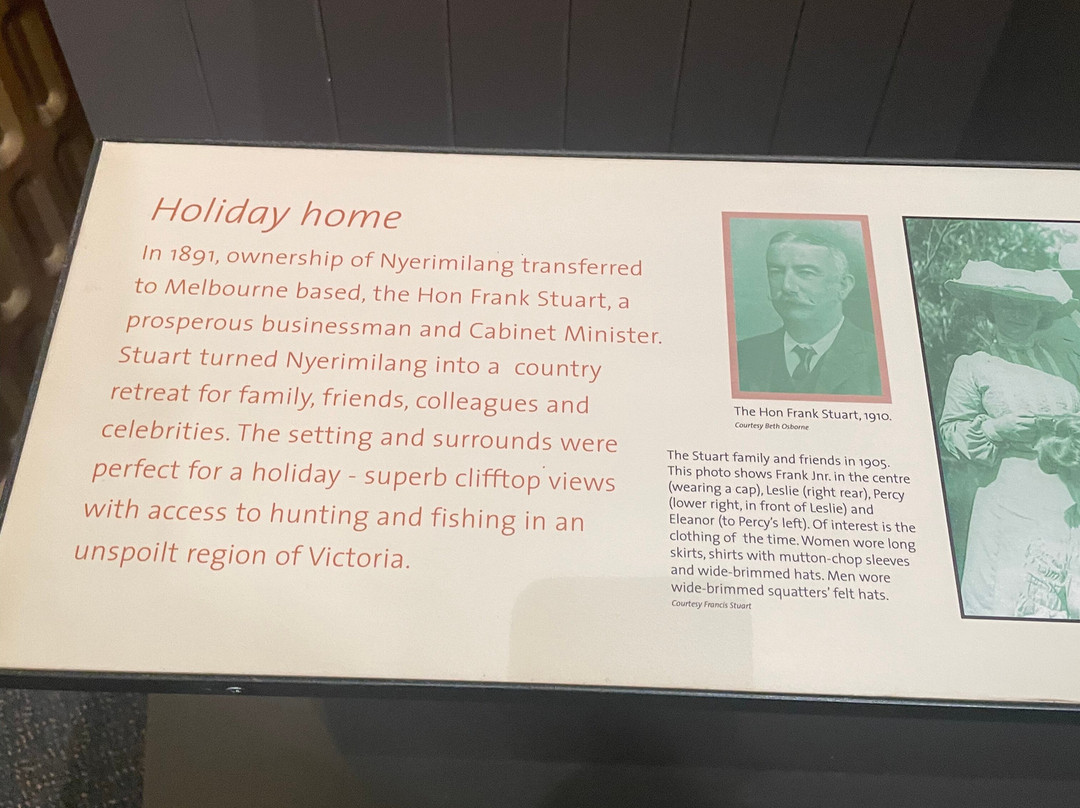 Holiday home
In 1891, ownership of Nyerimilang transferred
to Melbourne based, the Hon Frank Stuart, a
prosperous businessman and Cabinet Minister.
Stuart turned Nyerimilang into a country
retreat for family, friends, colleagues and
celebrities. The setting and surrounds were
perfect for a holiday - superb clifftop views
with access to hunting and fishing in an
unspoilt region of Victoria.
The Hon Frank Stuart, 1910.
Courtesy Beth Osborne
The Stuart family and friends in 1905.
This photo shows Frank Jnr. in the centre
(wearing a cap), Leslie (right rear), Percy
(lower right, in front of Leslie) and
Eleanor (to Percy's left). Of interest is the
clothing of the time. Women wore long
skirts, shirts with mutton-chop sleeves
and wide-brimmed hats. Men wore
wide-brimmed squatters' felt hats.
Courtesy Francis Stuart